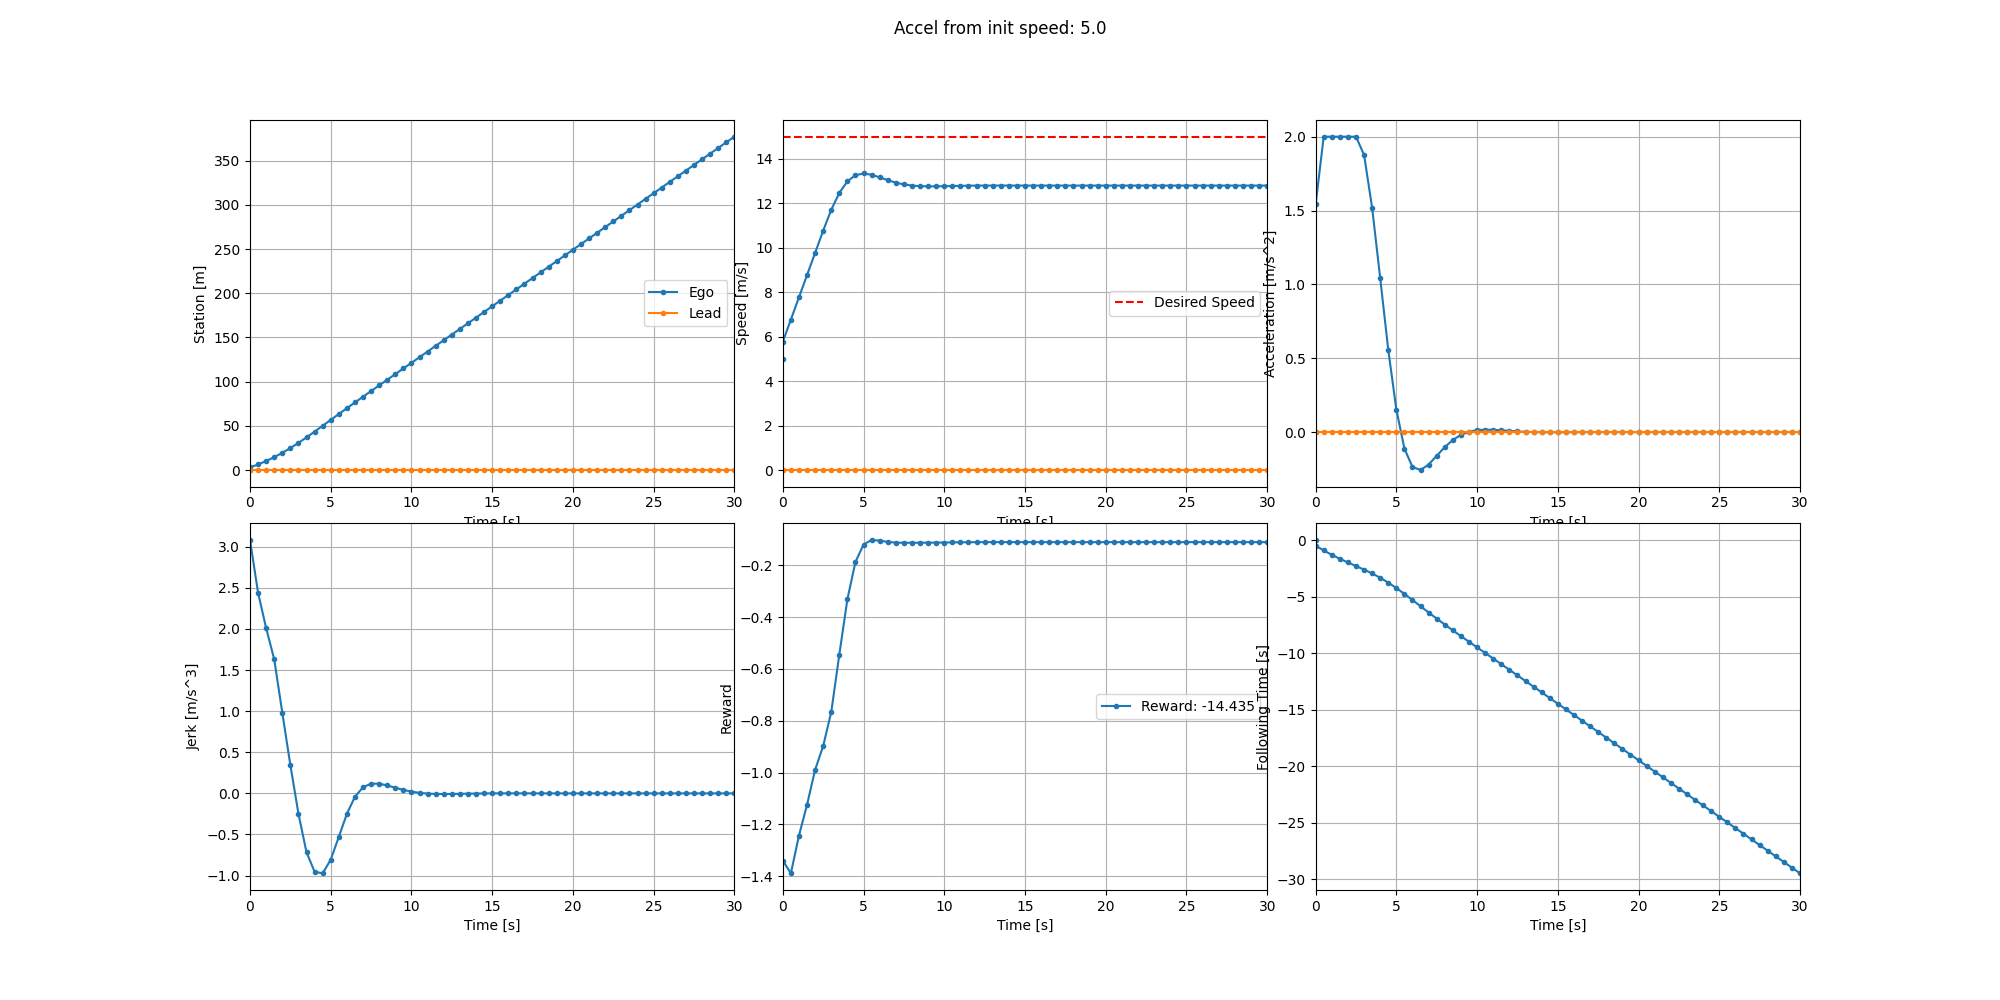 Accel from init speed: 5.0
Station [m]
350
300
250
200
150
100
50
0
Ego
Lead
0 5 10 15 20 25 30
Time [s]
Speed [m/s]
14
12
10
8
6
4
2
0
Desired Speed
0 5 10 15 20 25 30
Time [s]
Acceleration [m/s^2]
2.0
1.5
1.0
0.5
0.0
0 5 10 15 20 25 30
Time [s]
Jerk [m/s^3]
3.0
2.5
2.0
1.5
1.0
0.5
0.0
−0.5
−1.0
0 5 10 15 20 25 30
Time [s]
Reward
−0.2
−0.4
−0.6
−0.8
−1.0
−1.2
−1.4
Reward: -14.435
0 5 10 15 20 25 30
Time [s]
Following Time [s]
0
−5
−10
−15
−20
−25
−30
0 5 10 15 20 25 30
Time [s]